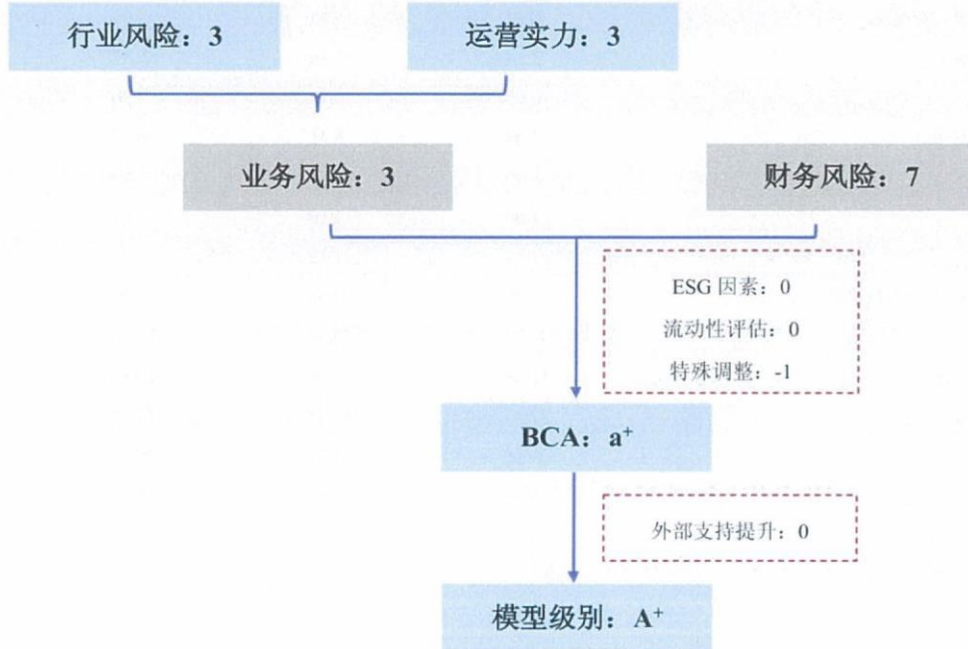 行业风险：3
运营实力：3
业务风险：3
财务风险：7
ESG 因素：0
流动性评估：0
特殊调整：-1
BCA：a⁺
外部支持提升：0
模型级别：A⁺